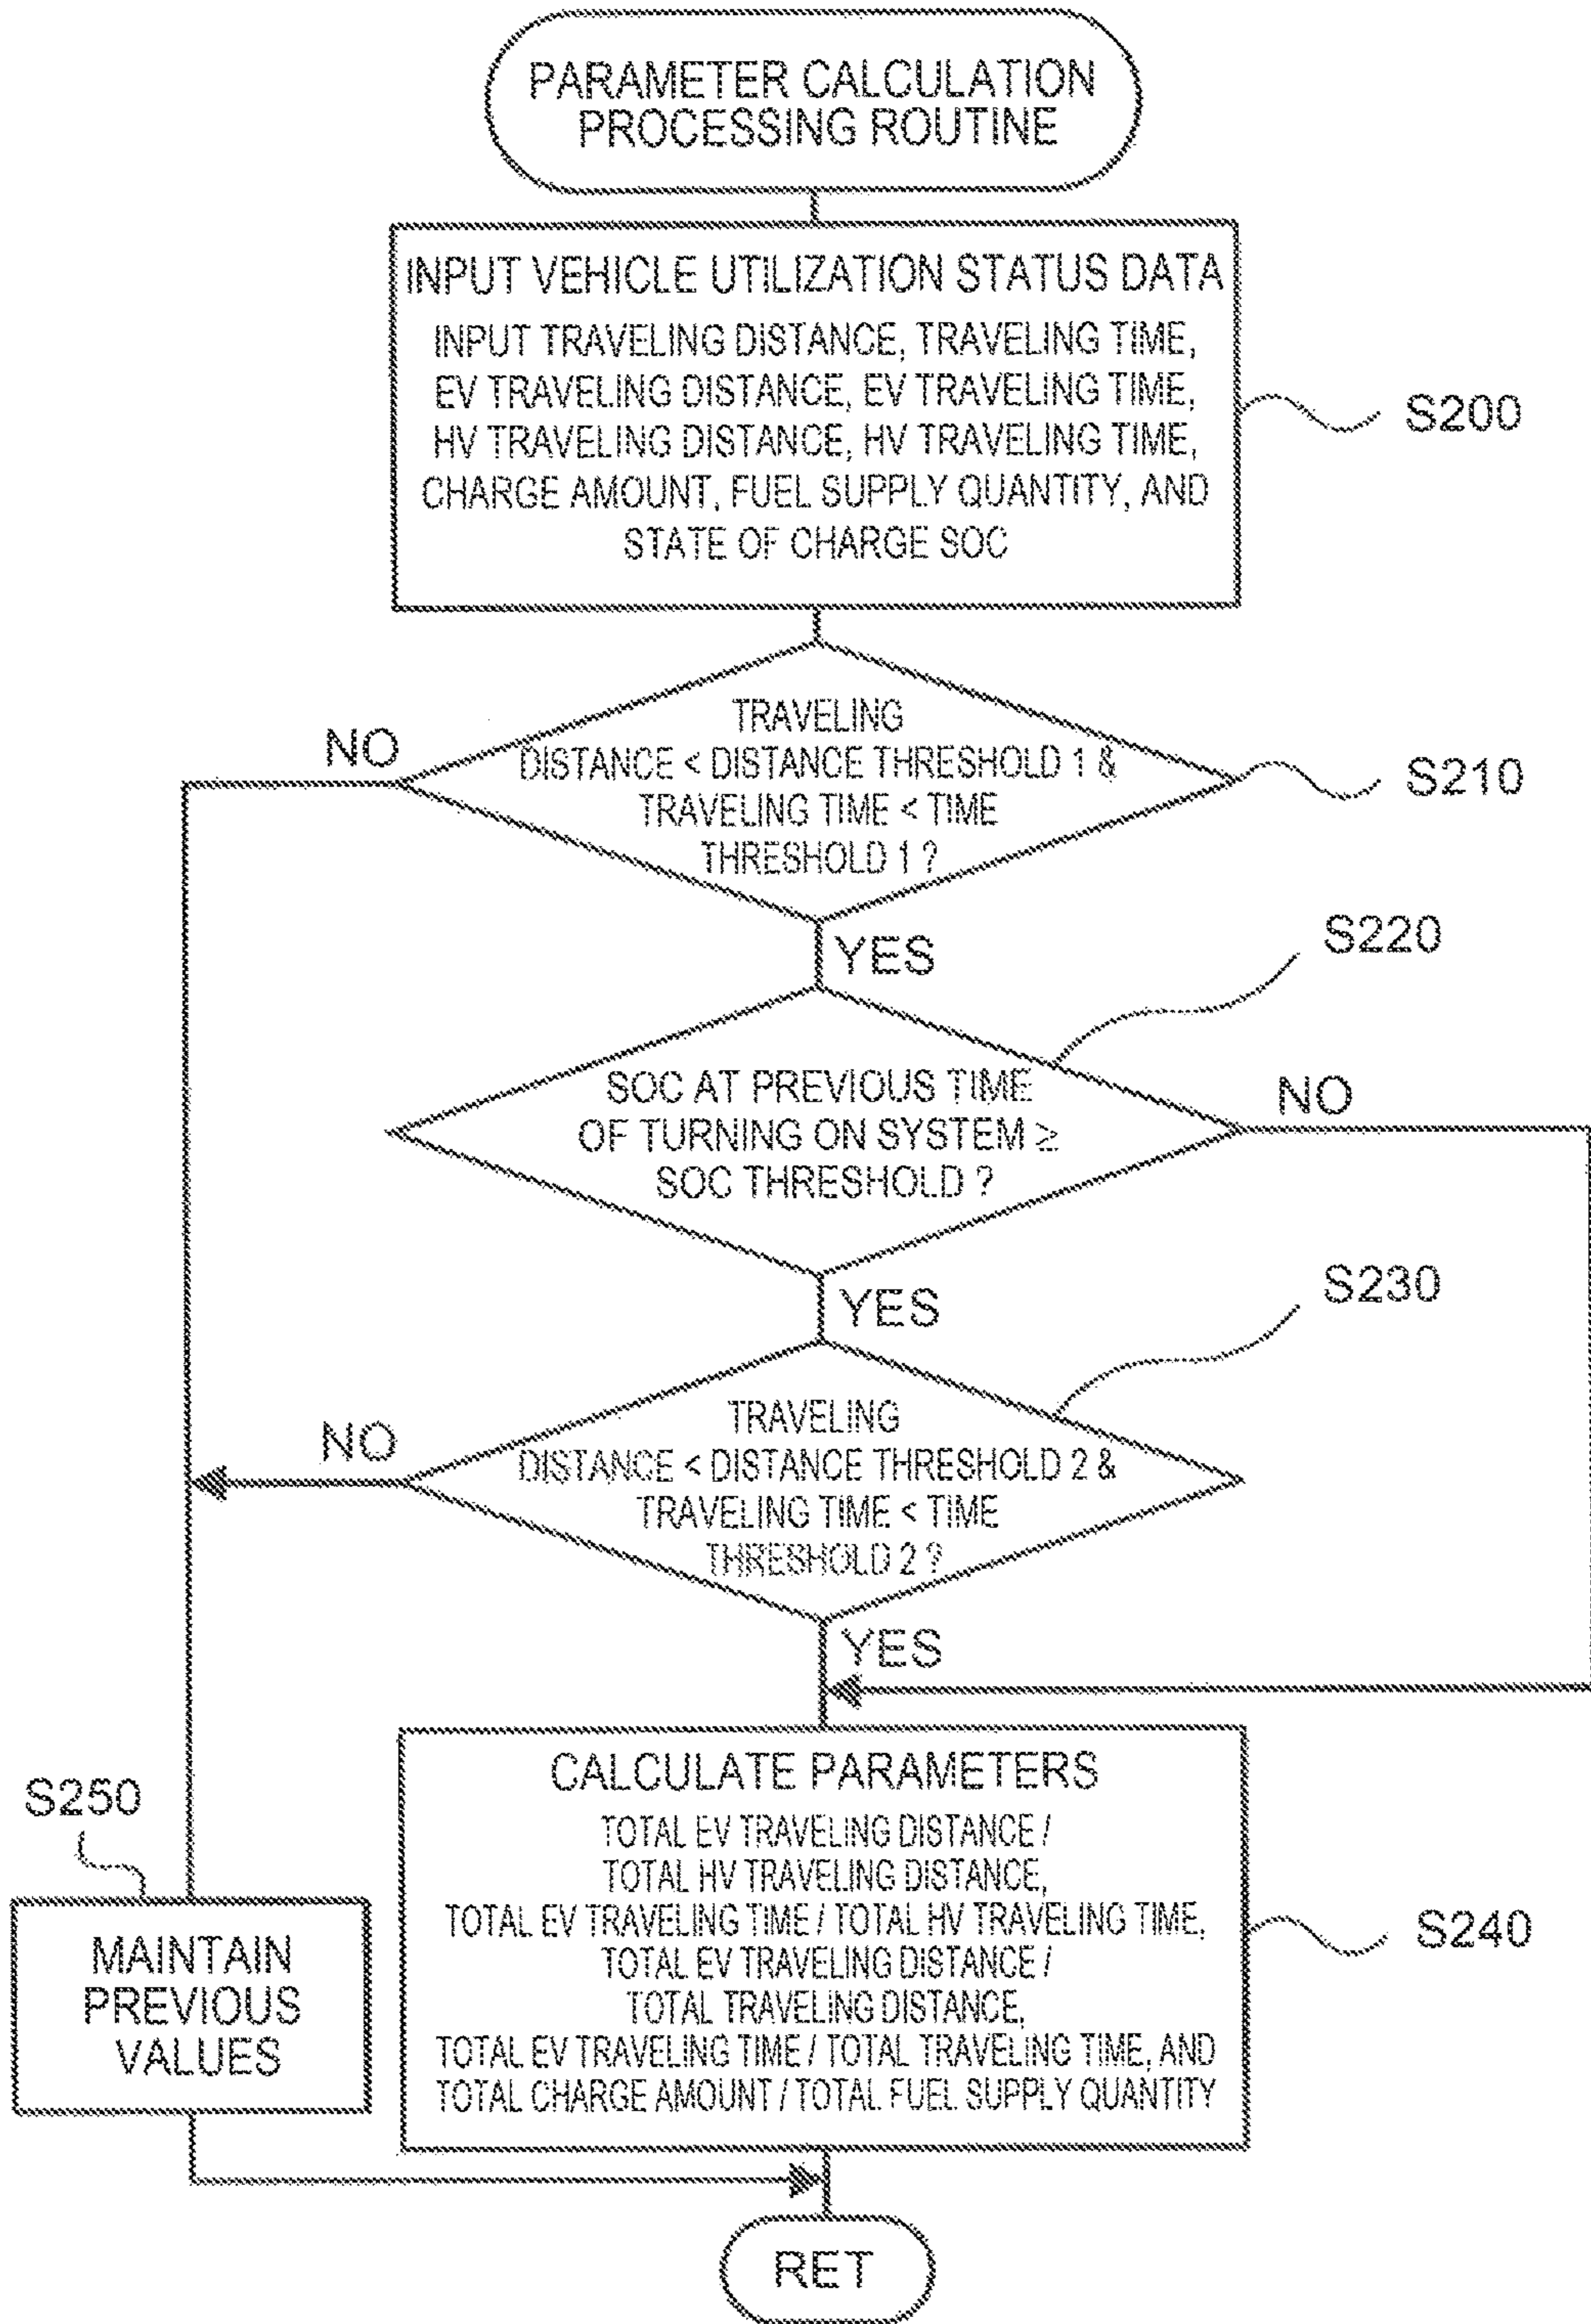 PARAMETER CALCULATION
PROCESSING ROUTINE
INPUT VEHICLE UTILIZATION STATUS DATA
INPUT TRAVELING DISTANCE, TRAVELING TIME,
EV TRAVELING DISTANCE, EV TRAVELING TIME,
HV TRAVELING DISTANCE, HV TRAVELING TIME,
CHARGE AMOUNT, FUEL SUPPLY QUANTITY, AND
STATE OF CHARGE SOC
S200
TRAVELING
DISTANCE < DISTANCE THRESHOLD 1 &
TRAVELING TIME < TIME
THRESHOLD 1 ?
NO
S210
YES
S220
SOC AT PREVIOUS TIME
OF TURNING ON SYSTEM ≥
SOC THRESHOLD ?
NO
YES
S230
TRAVELING
DISTANCE < DISTANCE THRESHOLD 2 &
TRAVELING TIME < TIME
THRESHOLD 2 ?
NO
YES
CALCULATE PARAMETERS
TOTAL EV TRAVELING DISTANCE /
TOTAL HV TRAVELING DISTANCE,
TOTAL EV TRAVELING TIME / TOTAL HV TRAVELING TIME,
TOTAL EV TRAVELING DISTANCE /
TOTAL TRAVELING DISTANCE,
TOTAL EV TRAVELING TIME / TOTAL TRAVELING TIME, AND
TOTAL CHARGE AMOUNT / TOTAL FUEL SUPPLY QUANTITY
S240
S250
MAINTAIN
PREVIOUS
VALUES
RET